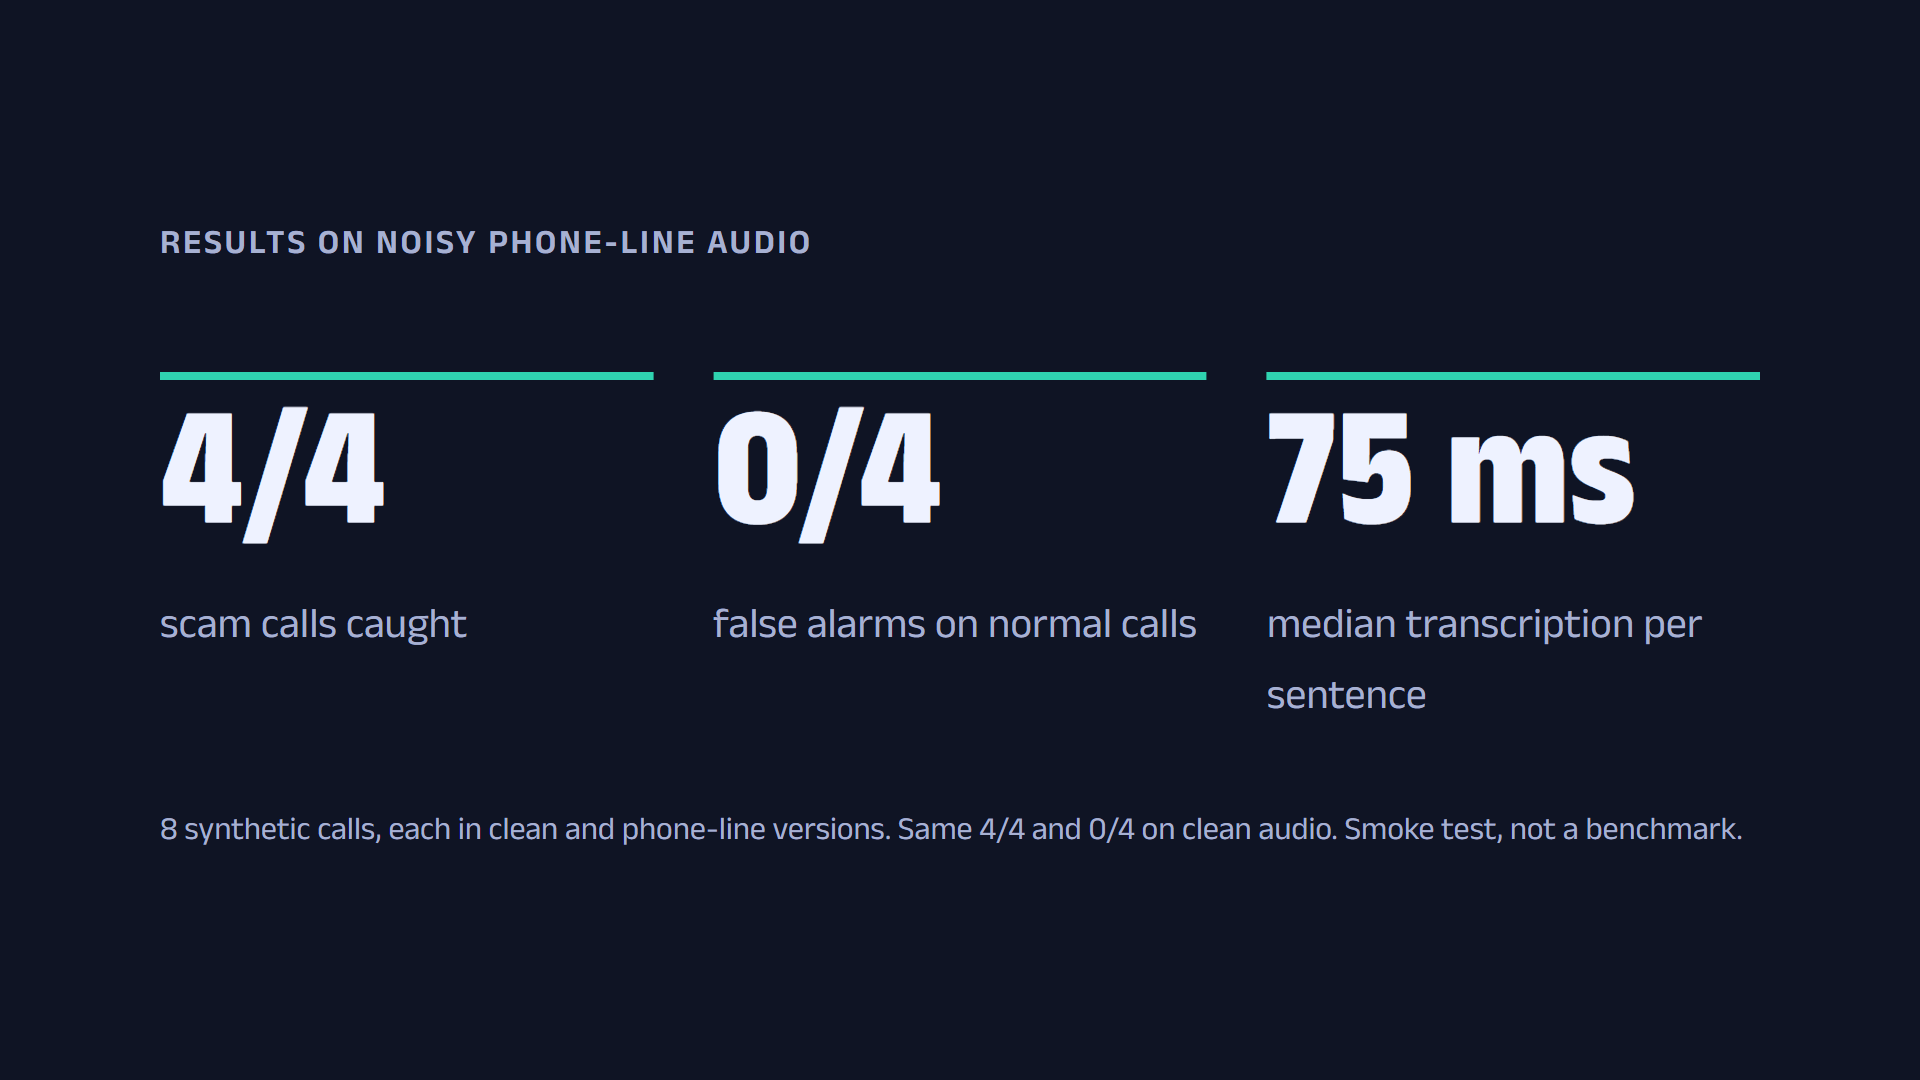 RESULTS ON NOISY PHONE-LINE AUDIO
4/4
scam calls caught
0/4
false alarms on normal calls
75 ms
median transcription per
sentence
8 synthetic calls, each in clean and phone-line versions. Same 4/4 and 0/4 on clean audio. Smoke test, not a benchmark.